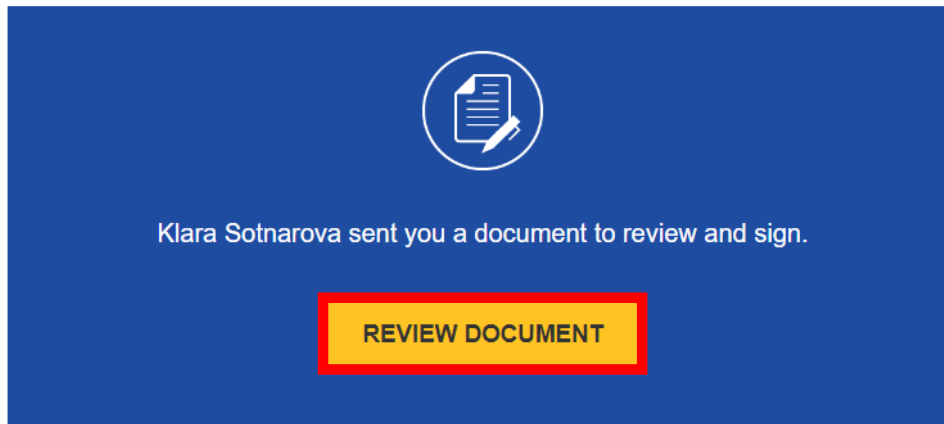 Klara Sotnarova sent you a document to review and sign.
REVIEW DOCUMENT